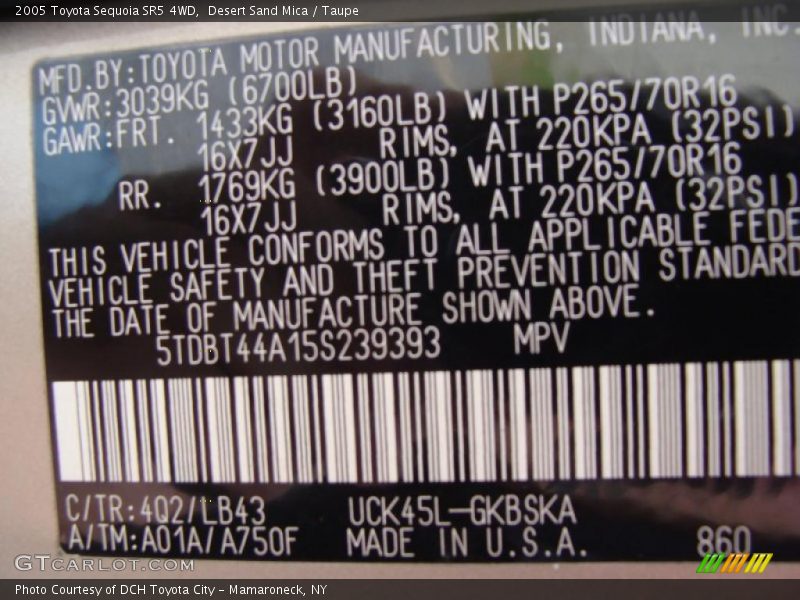 2005 Toyota Sequoia SR5 4WD, Desert Sand Mica / Taupe
MFD.BY:TOYOTA MOTOR MANUFACTURING, INDIANA, INC.
GVWR:3039KG (6700LB)
GAWR:FRT. 1433KG (3160LB) WITH P265/70R16
16X7JJ RIMS, AT 220KPA (32PSI)
RR. 1769KG (3900LB) WITH P265/70R16
16X7JJ RIMS, AT 220KPA (32PSI)
THIS VEHICLE CONFORMS TO ALL APPLICABLE FEDE
VEHICLE SAFETY AND THEFT PREVENTION STANDARD
THE DATE OF MANUFACTURE SHOWN ABOVE.
5TDBT44A15S239393 MPV
C/TR:4Q2/LB43 UCK45L-GKBSKA
A/TM:A01A/A750F MADE IN U.S.A. 860
GTCARLOT.COM
Photo Courtesy of DCH Toyota City - Mamaroneck, NY